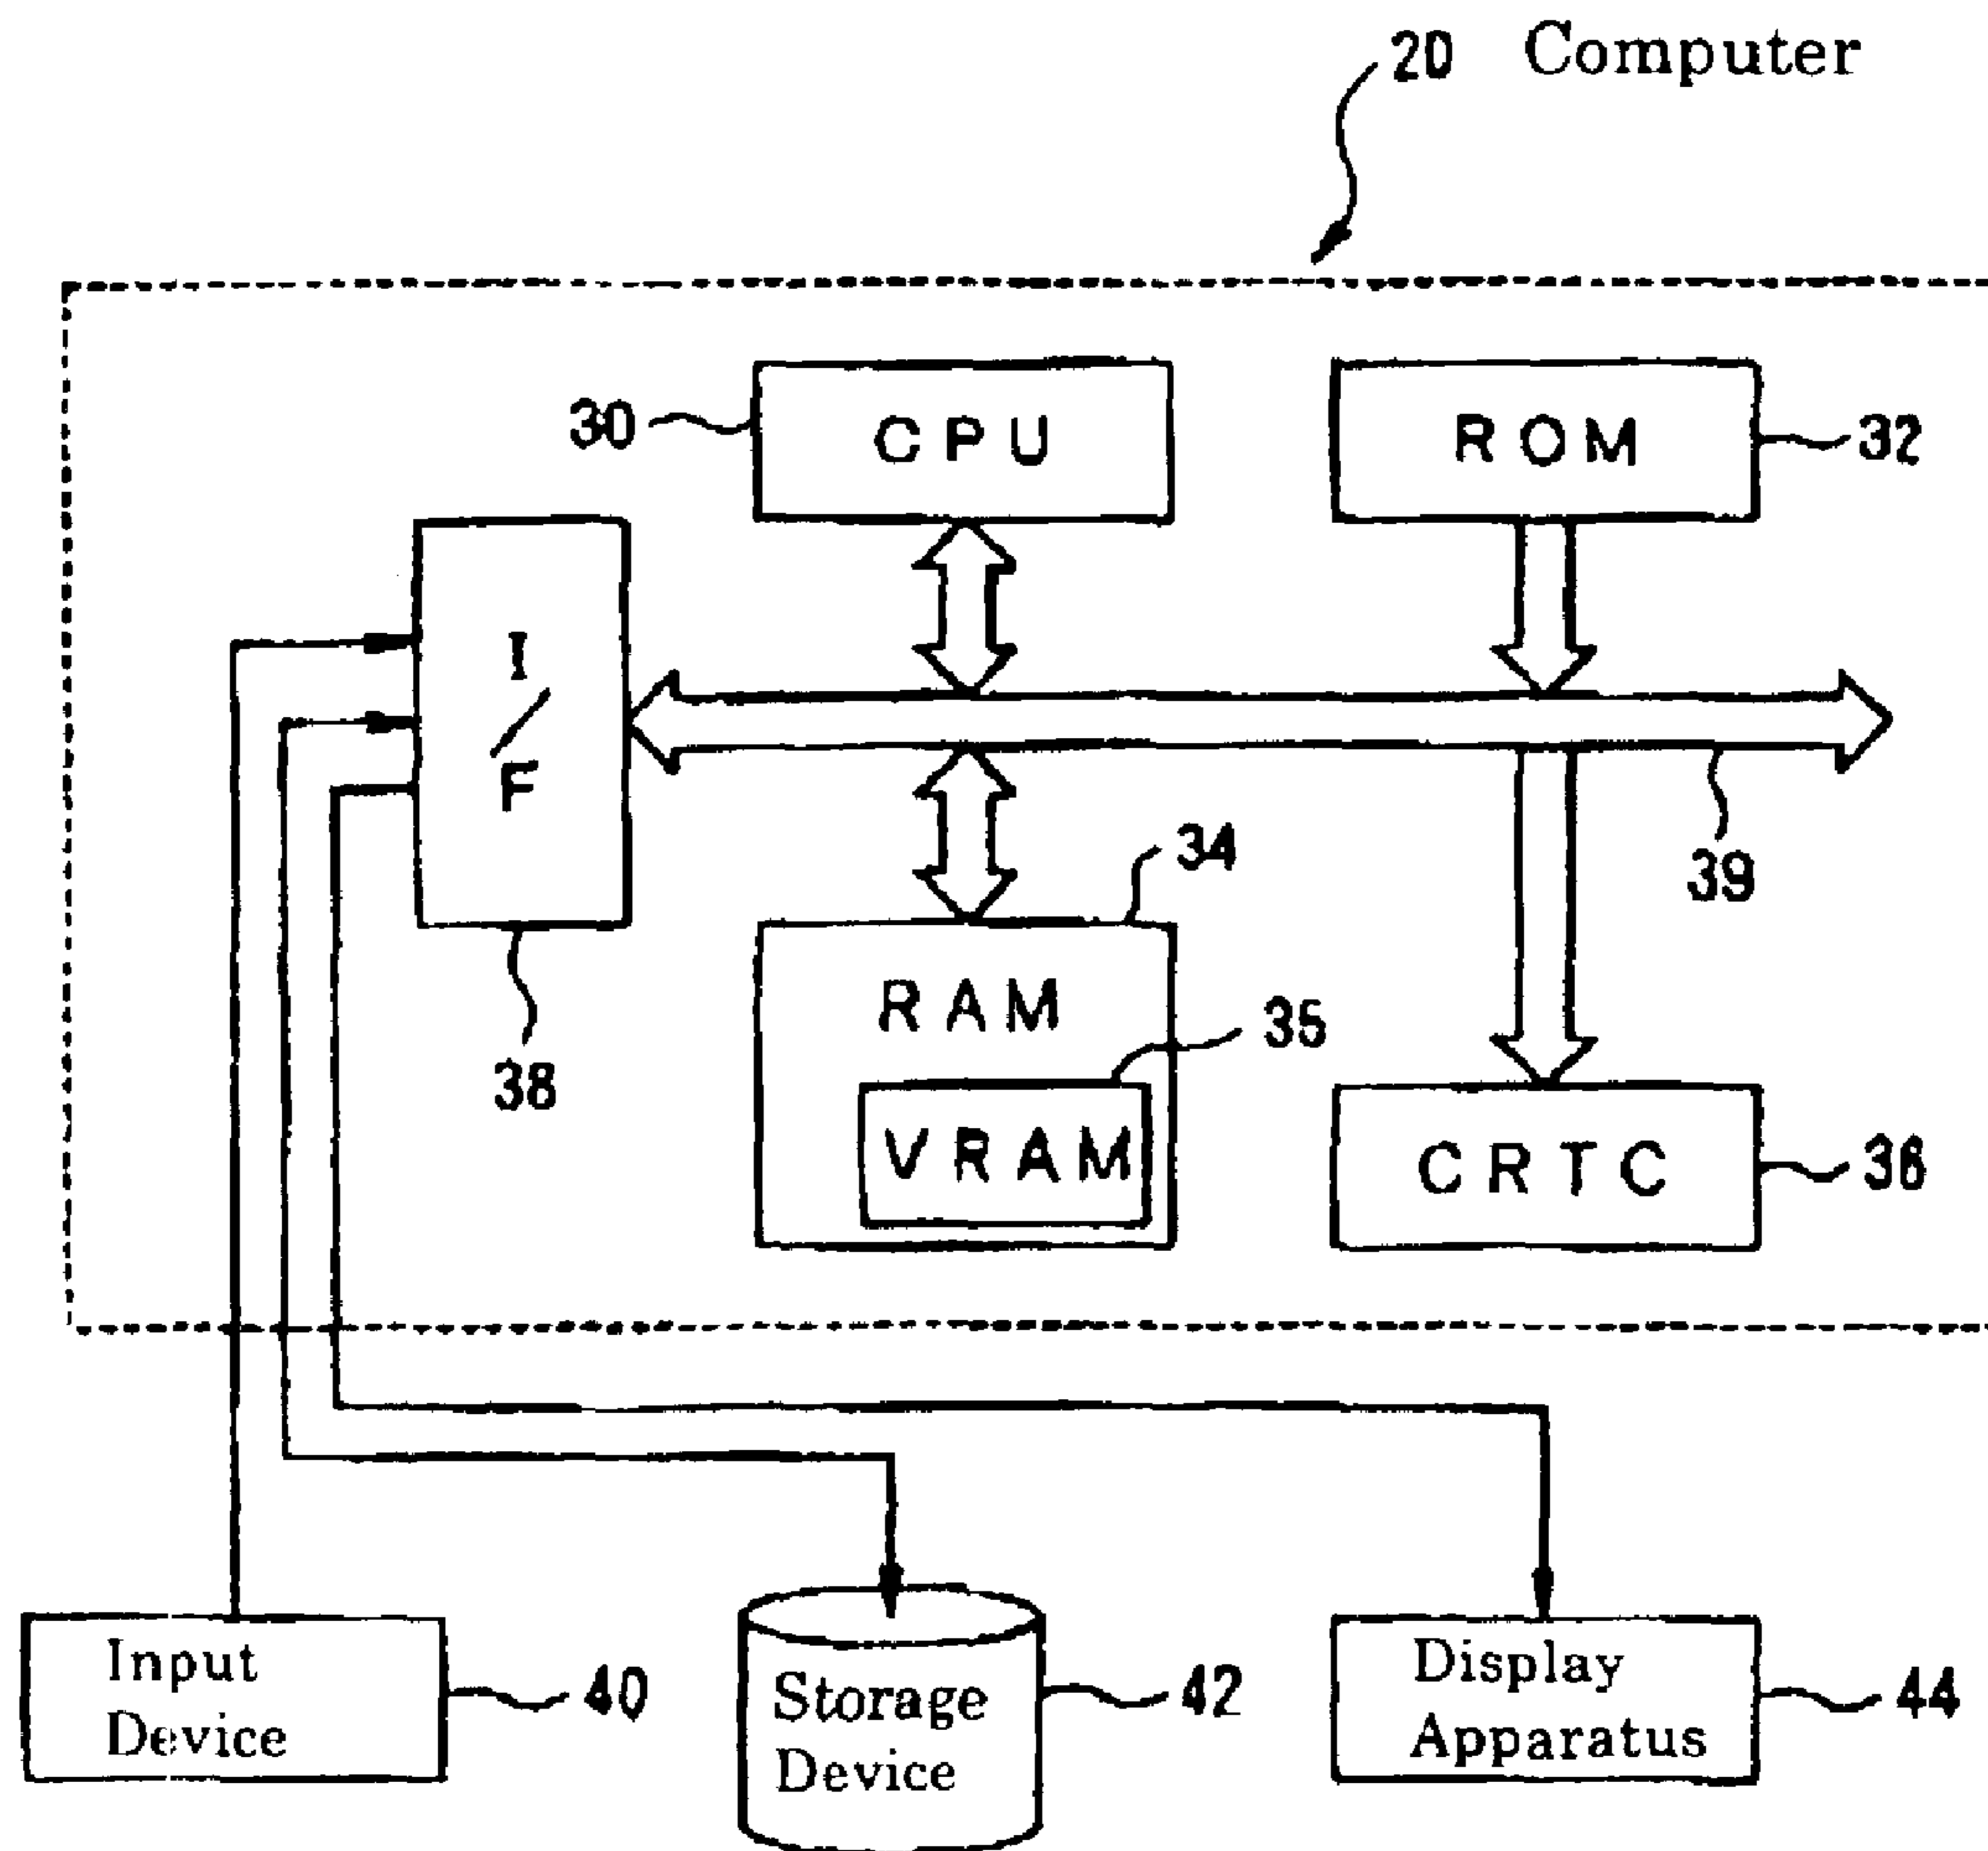 20 Computer
30
CPU
ROM
32
I
/
F
34
39
RAM
35
38
VRAM
CRTC
36
Input
Device
40
Storage
Device
42
Display
Apparatus
44